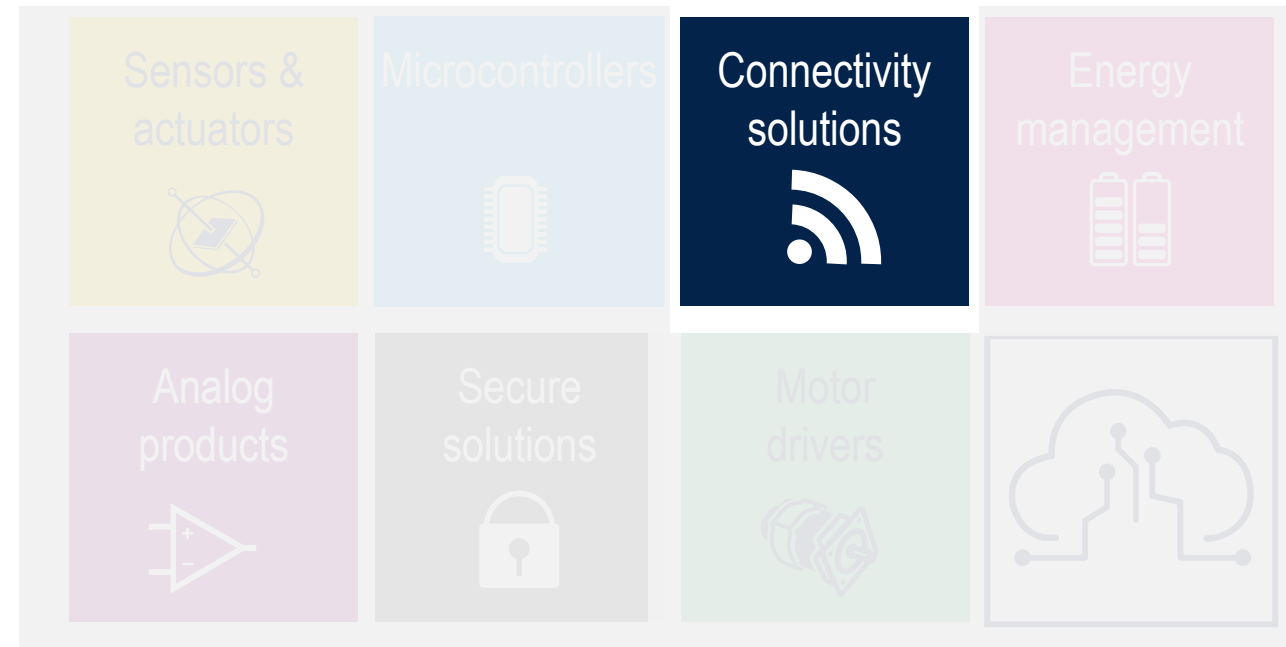 Sensors &
actuators
Microcontrollers
Connectivity
solutions
Energy
management
Analog
products
Secure
solutions
Motor
drivers